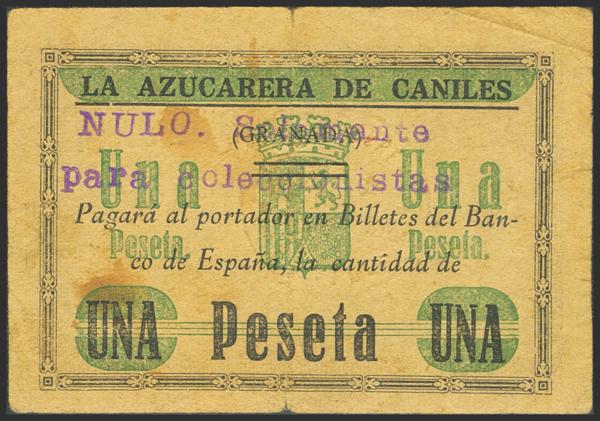 LA AZUCARERA DE CANILES
NULO. Solamente
(GRANADA)
Una Una
para coleccionistas
Pagará al portador en Billetes del Ban-
Peseta. Peseta.
co de España, la cantidad de
UNA Peseta UNA